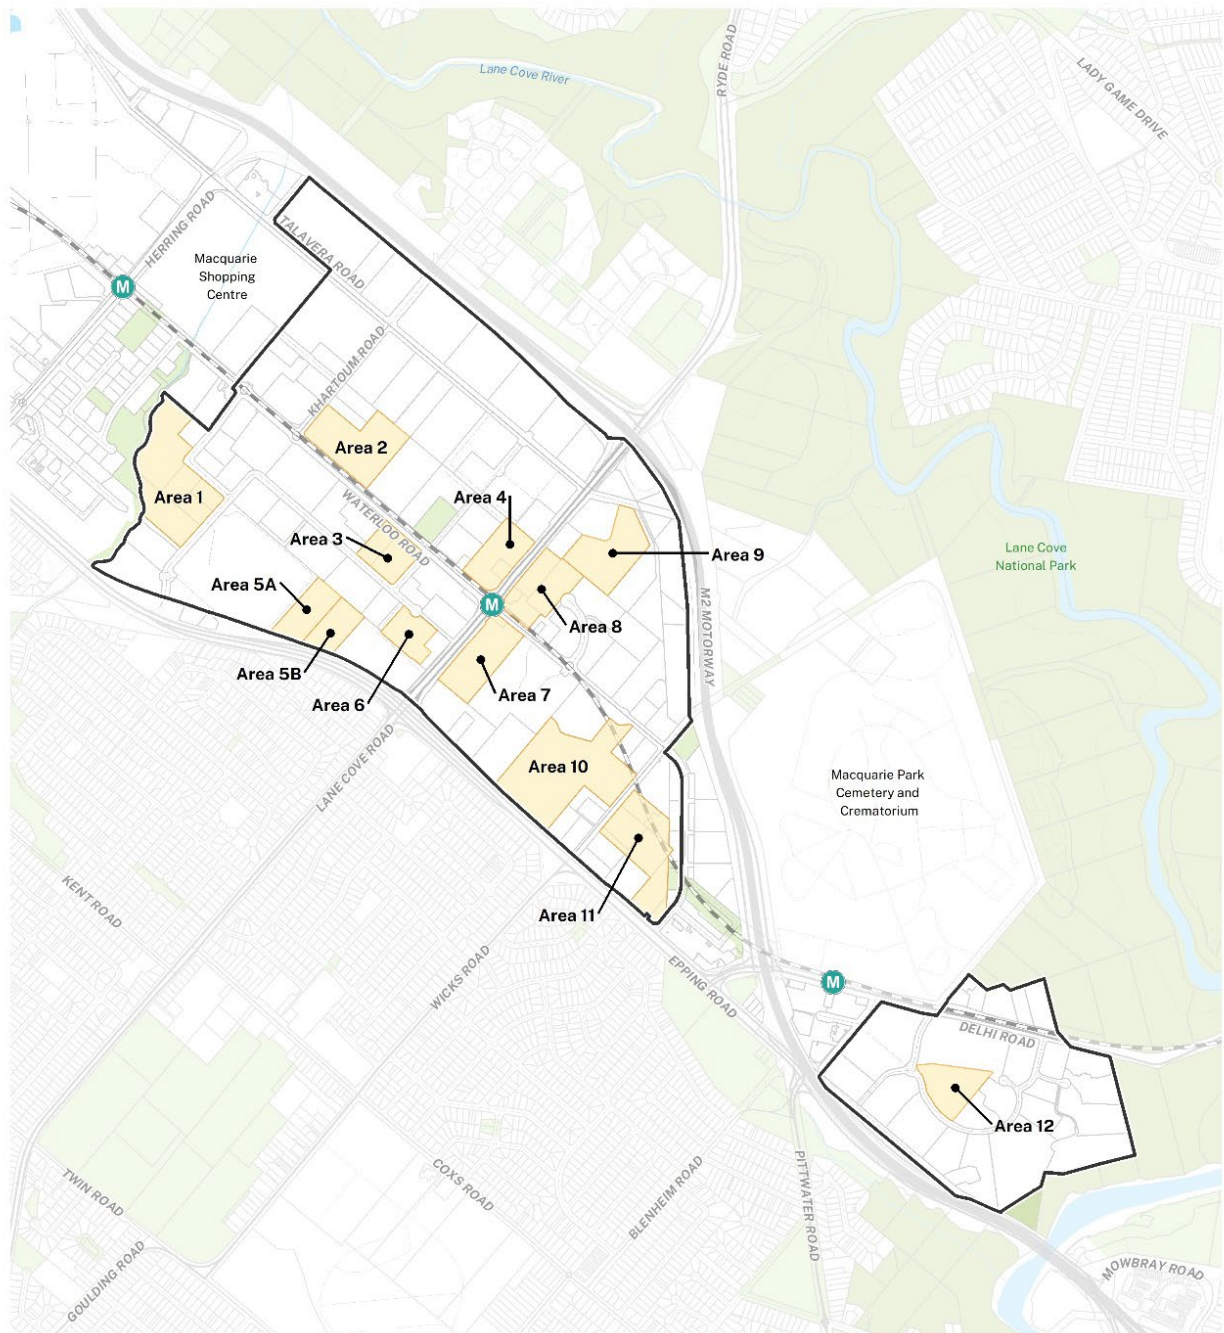 Lane Cove River
RYDE ROAD
LADY GAME DRIVE
HERRING ROAD
TALAVERA ROAD
Macquarie
Shopping
Centre
M
KHARTOUM ROAD
Area 2
Area 1
Area 4
WATERLOO ROAD
Area 3
Area 9
Lane Cove
National Park
Area 5A
M
M2 MOTORWAY
Area 8
Area 5B
Area 6
Area 7
LANE COVE ROAD
Area 10
Macquarie Park
Cemetery and
Crematorium
KENT ROAD
Area 11
WICKS ROAD
EPPING ROAD
M
DELHI ROAD
Area 12
TWIN ROAD
COXS ROAD
BLENHEIM ROAD
PITTWATER ROAD
GOULDING ROAD
MOWBRAY ROAD